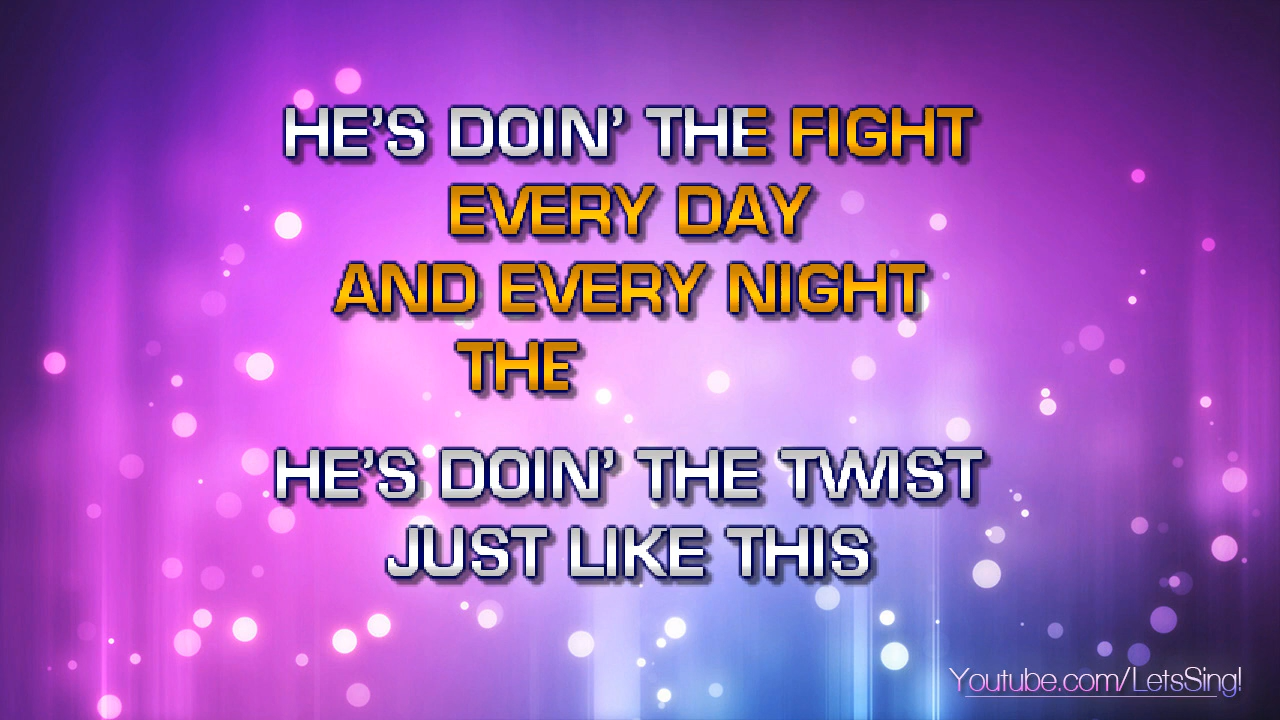 HE'S DOIN' THE FIGHT
EVERY DAY
AND EVERY NIGHT
THE
HE'S DOIN' THE TWIST
JUST LIKE THIS
Youtube.com/LetsSing!